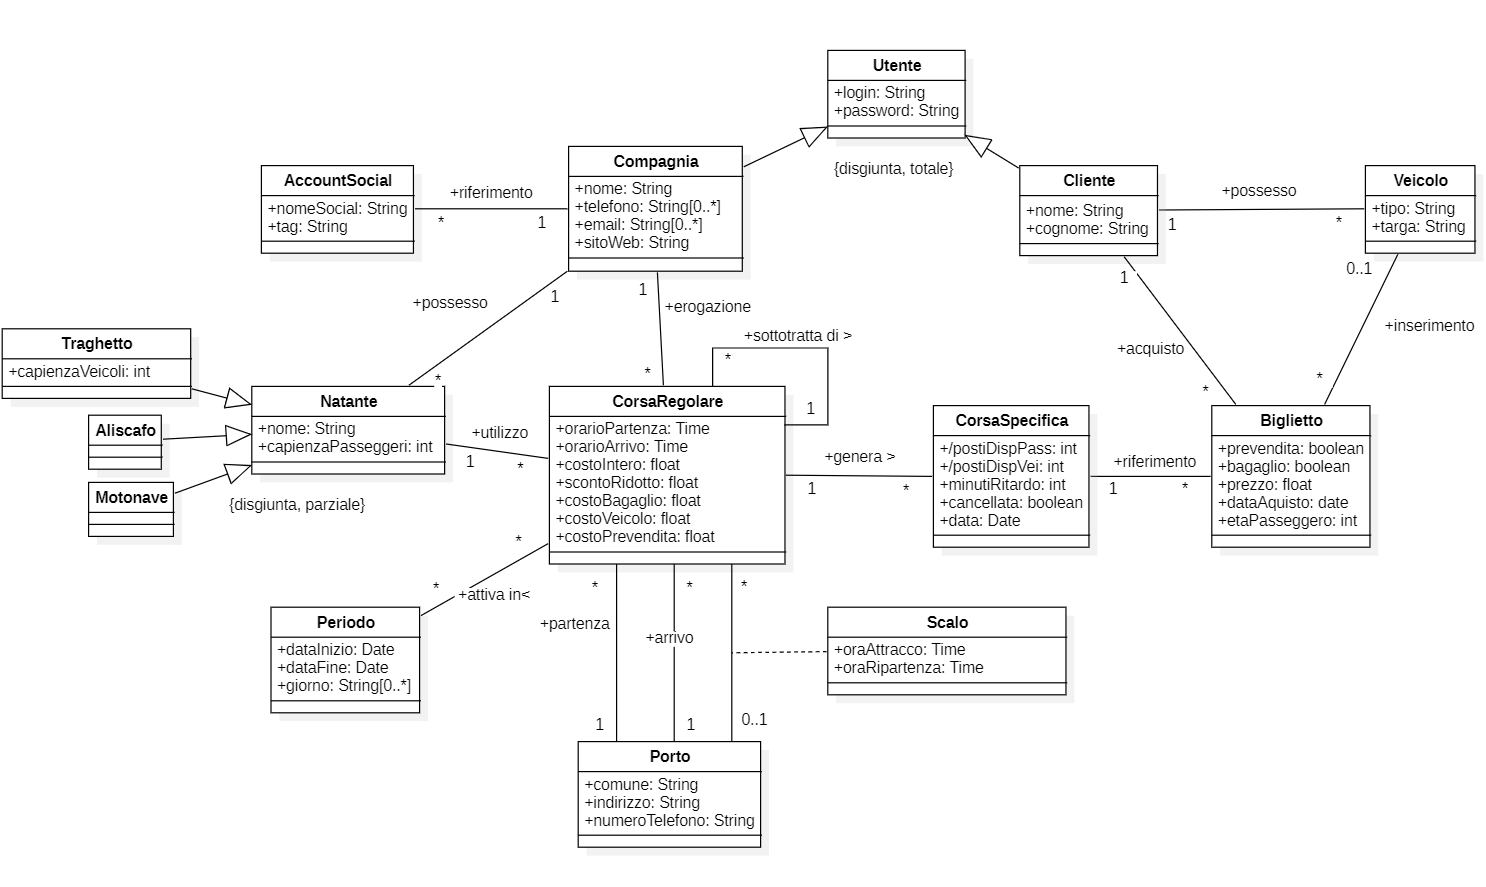 Utente
+login: String
+password: String
{disgiunta, totale}
Compagnia
+nome: String
+telefono: String[0..*]
+email: String[0..*]
+sitoWeb: String
AccountSocial
+nomeSocial: String
+tag: String
+riferimento
*
1
Cliente
+nome: String
+cognome: String
+possesso
1
*
Veicolo
+tipo: String
+targa: String
0..1
+inserimento
*
1
+acquisto
*
+possesso
1
*
1
+erogazione
*
+sottotratta di >
*
1
Traghetto
+capienzaVeicoli: int
Aliscafo
Motonave
{disgiunta, parziale}
Natante
+nome: String
+capienzaPasseggeri: int
+utilizzo
1
*
CorsaRegolare
+orarioPartenza: Time
+orarioArrivo: Time
+costoIntero: float
+scontoRidotto: float
+costoBagaglio: float
+costoVeicolo: float
+costoPrevendita: float
+genera >
1
*
CorsaSpecifica
+/postiDispPass: int
+/postiDispVei: int
+minutiRitardo: int
+cancellata: boolean
+data: Date
+riferimento
1
*
Biglietto
+prevendita: boolean
+bagaglio: boolean
+prezzo: float
+dataAquisto: date
+etaPasseggero: int
*
*
+attiva in<
Periodo
+dataInizio: Date
+dataFine: Date
+giorno: String[0..*]
*
+partenza
1
*
+arrivo
1
*
0..1
Scalo
+oraAttracco: Time
+oraRipartenza: Time
Porto
+comune: String
+indirizzo: String
+numeroTelefono: String